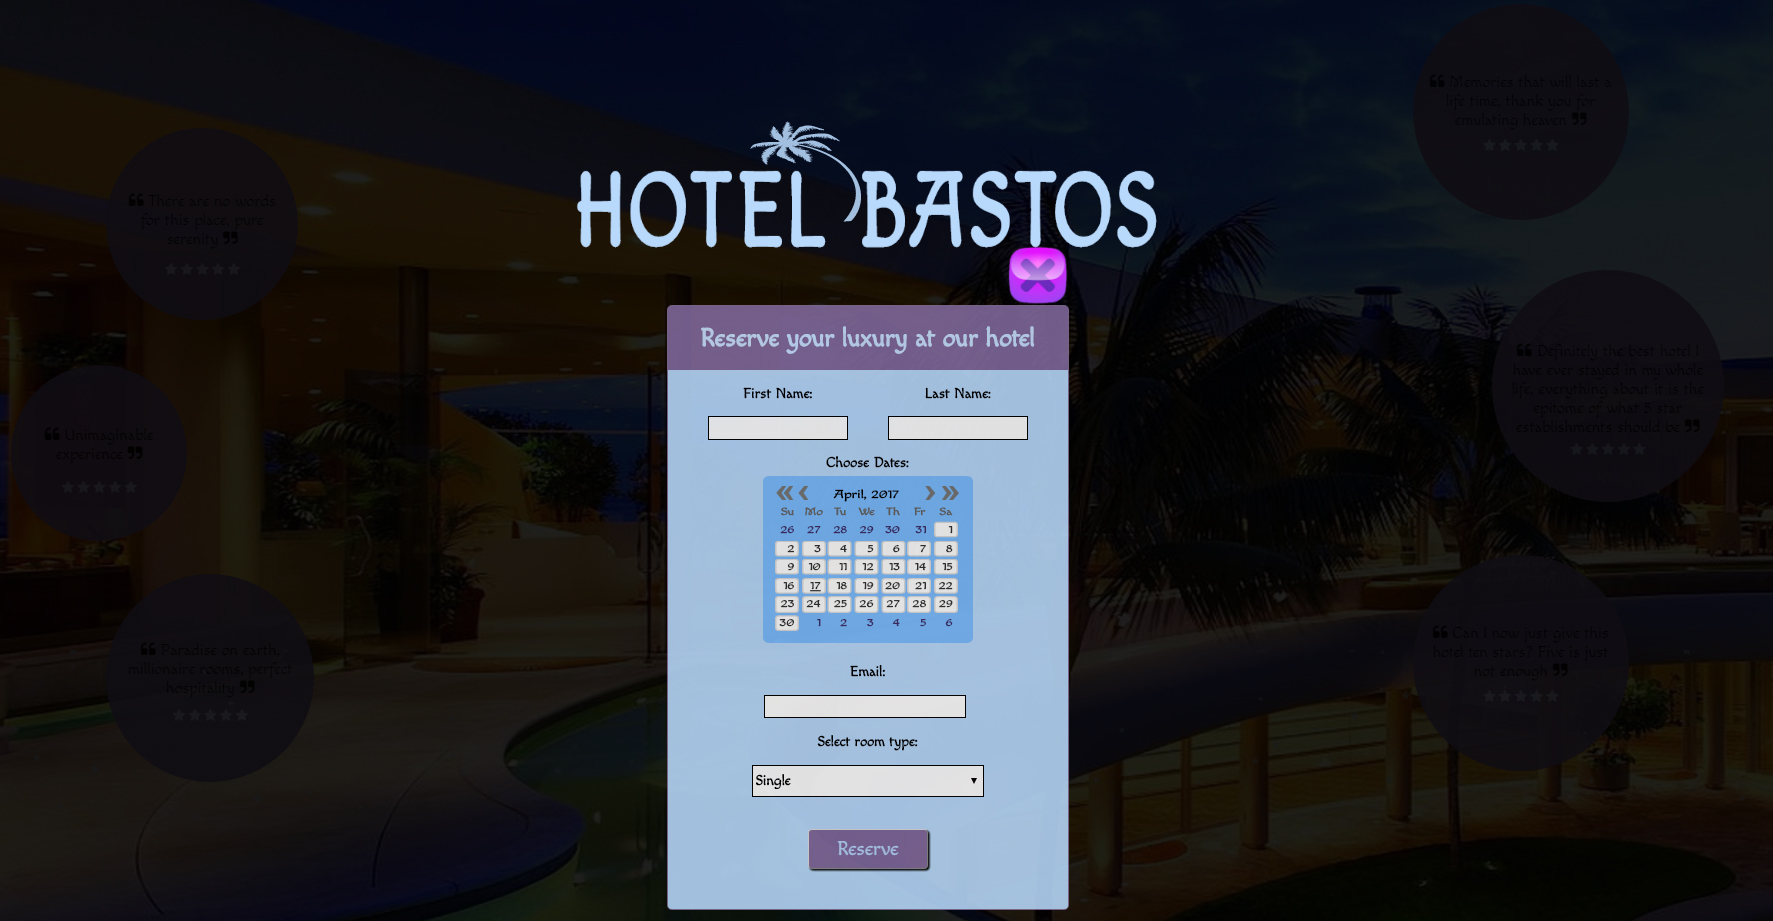 HOTEL BASTOS
❝ There are no words
for this place, pure
serenity ❞
❝ Unimaginable
experience ❞
❝ Paradise on earth,
millionaire rooms, perfect
hospitality ❞
Reserve your luxury at our hotel
First Name: Last Name:
Choose Dates:
April, 2017
Su Mo Tu We Th Fr Sa
26 27 28 29 30 31 1
2 3 4 5 6 7 8
9 10 11 12 13 14 15
16 17 18 19 20 21 22
23 24 25 26 27 28 29
30 1 2 3 4 5 6
Email:
Select room type:
Single
Reserve
❝ Memories that will last a
life time, thank you for
emulating heaven ❞
❝ Definitely the best hotel I
have ever stayed in my whole
life, everything about it is the
epitome of what 5 star
establishments should be ❞
❝ Can I now just give this
hotel ten stars? Five is just
not enough ❞